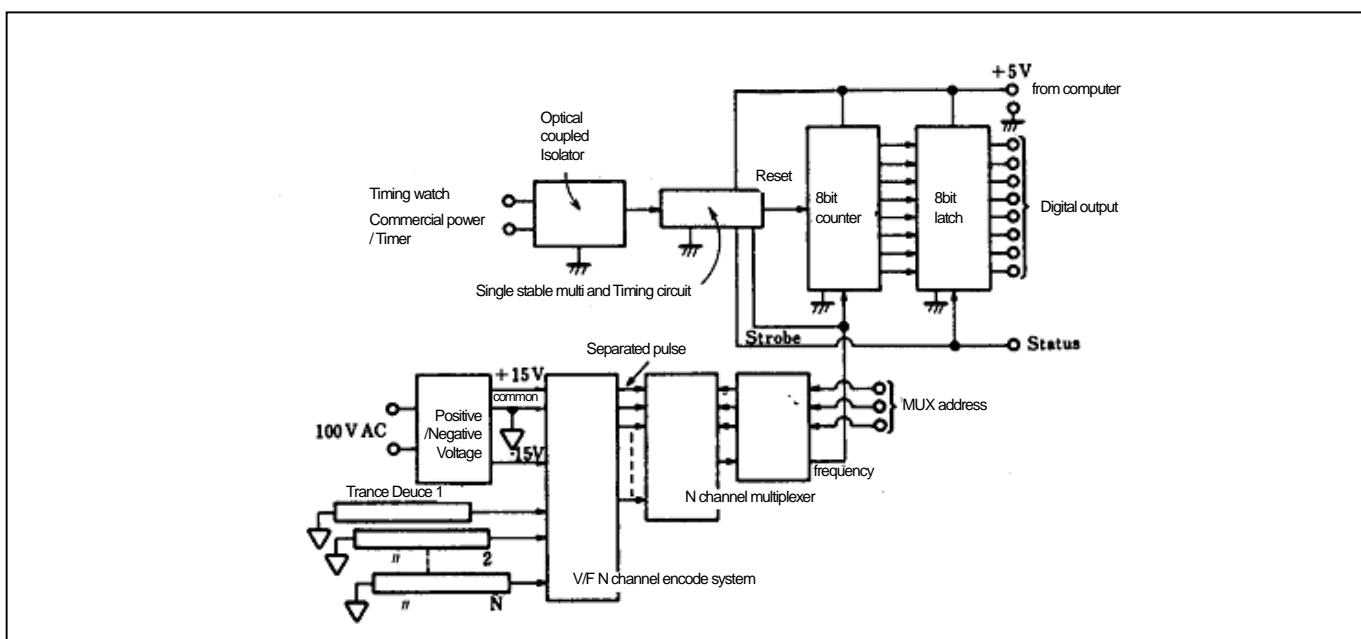 +5V
from computer
Optical
coupled
Isolator
Reset
Timing watch
Commercial power
/ Timer
8bit
counter
8bit
latch
Digital output
Single stable multi and Timing circuit
Strobe
Status
Separated pulse
+15V
common
MUX address
100V AC
Positive
/Negative
Voltage
-15V
frequency
Trance Deuce 1
N channel multiplexer
〃 2
V/F N channel encode system
〃 N